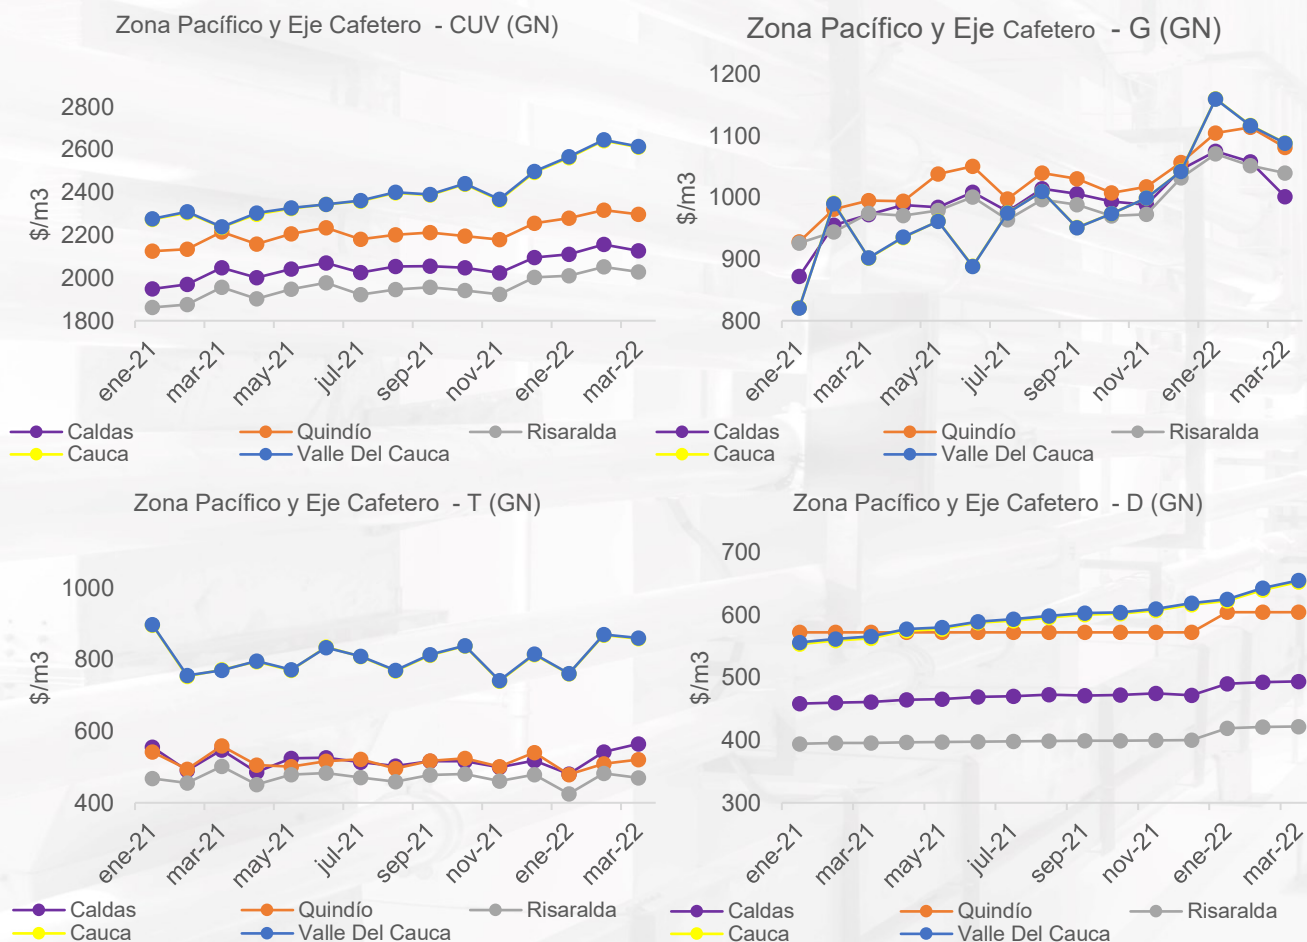 Zona Pacífico y Eje Cafetero - CUV (GN)
2800
2600
2400
2200
2000
1800
$/m3
ene-21
mar-21
may-21
jul-21
sep-21
nov-21
ene-22
mar-22
Caldas
Quindío
Risaralda
Cauca
Valle Del Cauca
Zona Pacífico y Eje Cafetero - G (GN)
1200
1100
1000
900
800
$/m3
ene-21
mar-21
may-21
jul-21
sep-21
nov-21
ene-22
mar-22
Caldas
Quindío
Risaralda
Cauca
Valle Del Cauca
Zona Pacífico y Eje Cafetero - T (GN)
1000
800
600
400
$/m3
ene-21
mar-21
may-21
jul-21
sep-21
nov-21
ene-22
mar-22
Caldas
Quindío
Risaralda
Cauca
Valle Del Cauca
Zona Pacífico y Eje Cafetero - D (GN)
700
600
500
400
300
$/m3
ene-21
mar-21
may-21
jul-21
sep-21
nov-21
ene-22
mar-22
Caldas
Quindío
Risaralda
Cauca
Valle Del Cauca